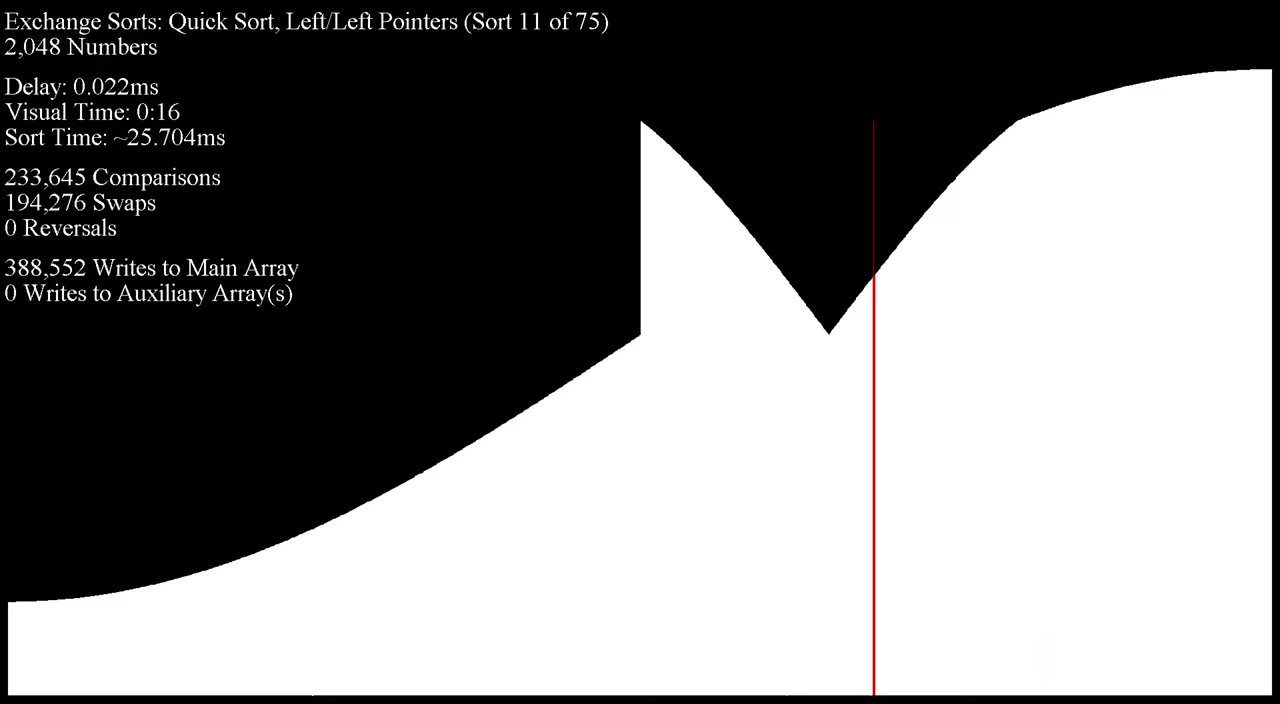 Exchange Sorts: Quick Sort, Left/Left Pointers (Sort 11 of 75)
2,048 Numbers
Delay: 0.022ms
Visual Time: 0:16
Sort Time: ~25.704ms
233,645 Comparisons
194,276 Swaps
0 Reversals
388,552 Writes to Main Array
0 Writes to Auxiliary Array(s)